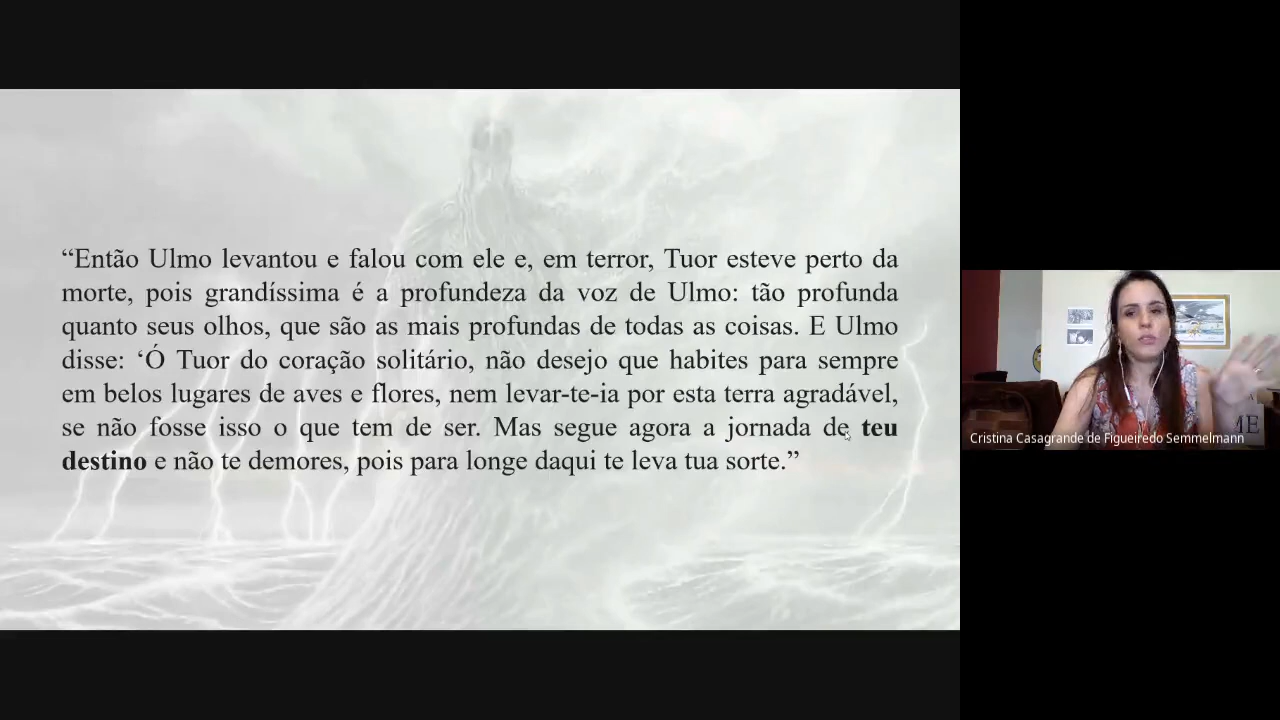 “Então Ulmo levantou e falou com ele e, em terror, Tuor esteve perto da
morte, pois grandíssima é a profundeza da voz de Ulmo: tão profunda
quanto seus olhos, que são as mais profundas de todas as coisas. E Ulmo
disse: ‘Ó Tuor do coração solitário, não desejo que habites para sempre
em belos lugares de aves e flores, nem levar-te-ia por esta terra agradável,
se não fosse isso o que tem de ser. Mas segue agora a jornada de teu
destino e não te demores, pois para longe daqui te leva tua sorte.”
Cristina Casagrande de Figueiredo Semmelmann